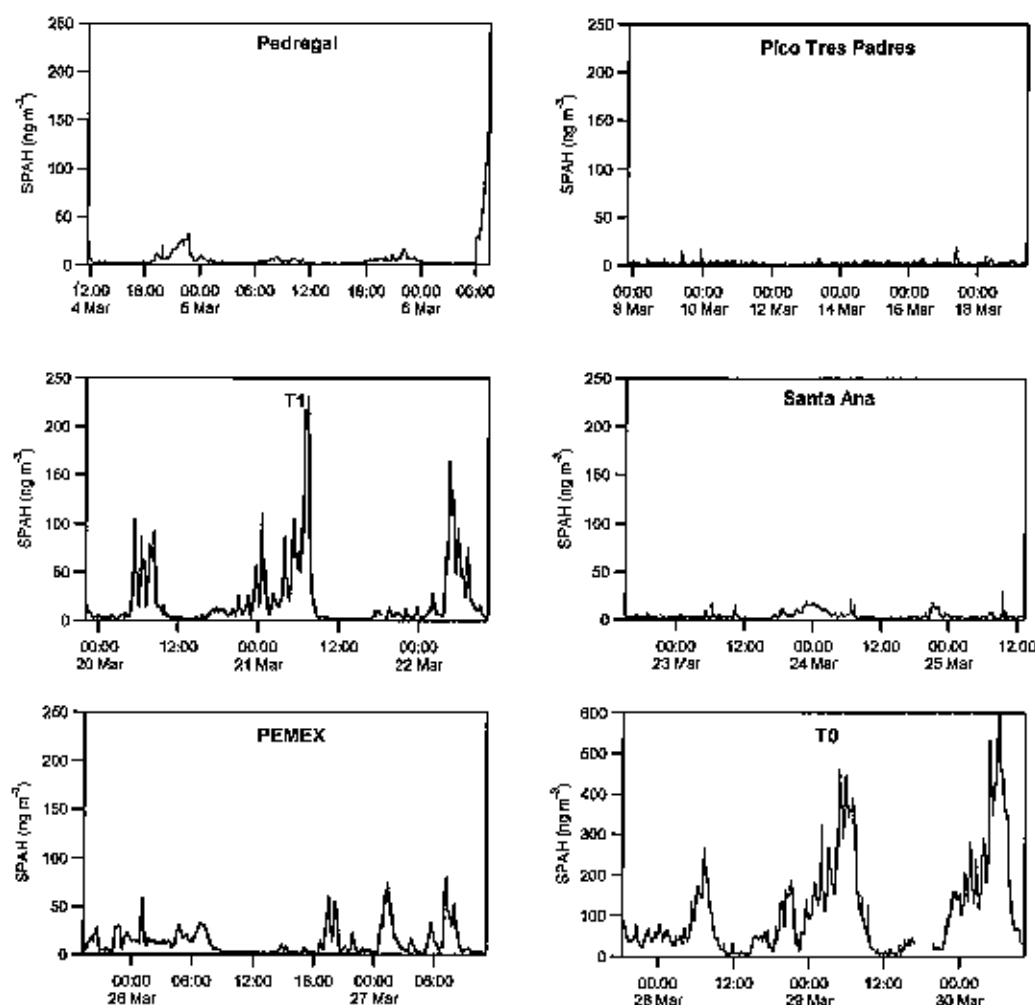 Pedregal
SPAH (ng m⁻³)
250
200
150
100
50
0
12:00 18:00 00:00 06:00 12:00 18:00 00:00 06:00
4 Mar 5 Mar 6 Mar
Pico Tres Padres
SPAH (ng m⁻³)
250
200
150
100
50
0
00:00 00:00 00:00 00:00 00:00 00:00
8 Mar 10 Mar 12 Mar 14 Mar 16 Mar 18 Mar
T1
SPAH (ng m⁻³)
250
200
150
100
50
0
00:00 12:00 00:00 12:00 00:00
20 Mar 21 Mar 22 Mar
Santa Ana
SPAH (ng m⁻³)
250
200
150
100
50
0
00:00 12:00 00:00 12:00 00:00 12:00
23 Mar 24 Mar 25 Mar
PEMEX
SPAH (ng m⁻³)
250
200
150
100
50
0
00:00 06:00 12:00 18:00 00:00 06:00
26 Mar 27 Mar
T0
SPAH (ng m⁻³)
600
500
400
300
200
100
0
00:00 12:00 00:00 12:00 00:00
28 Mar 29 Mar 30 Mar